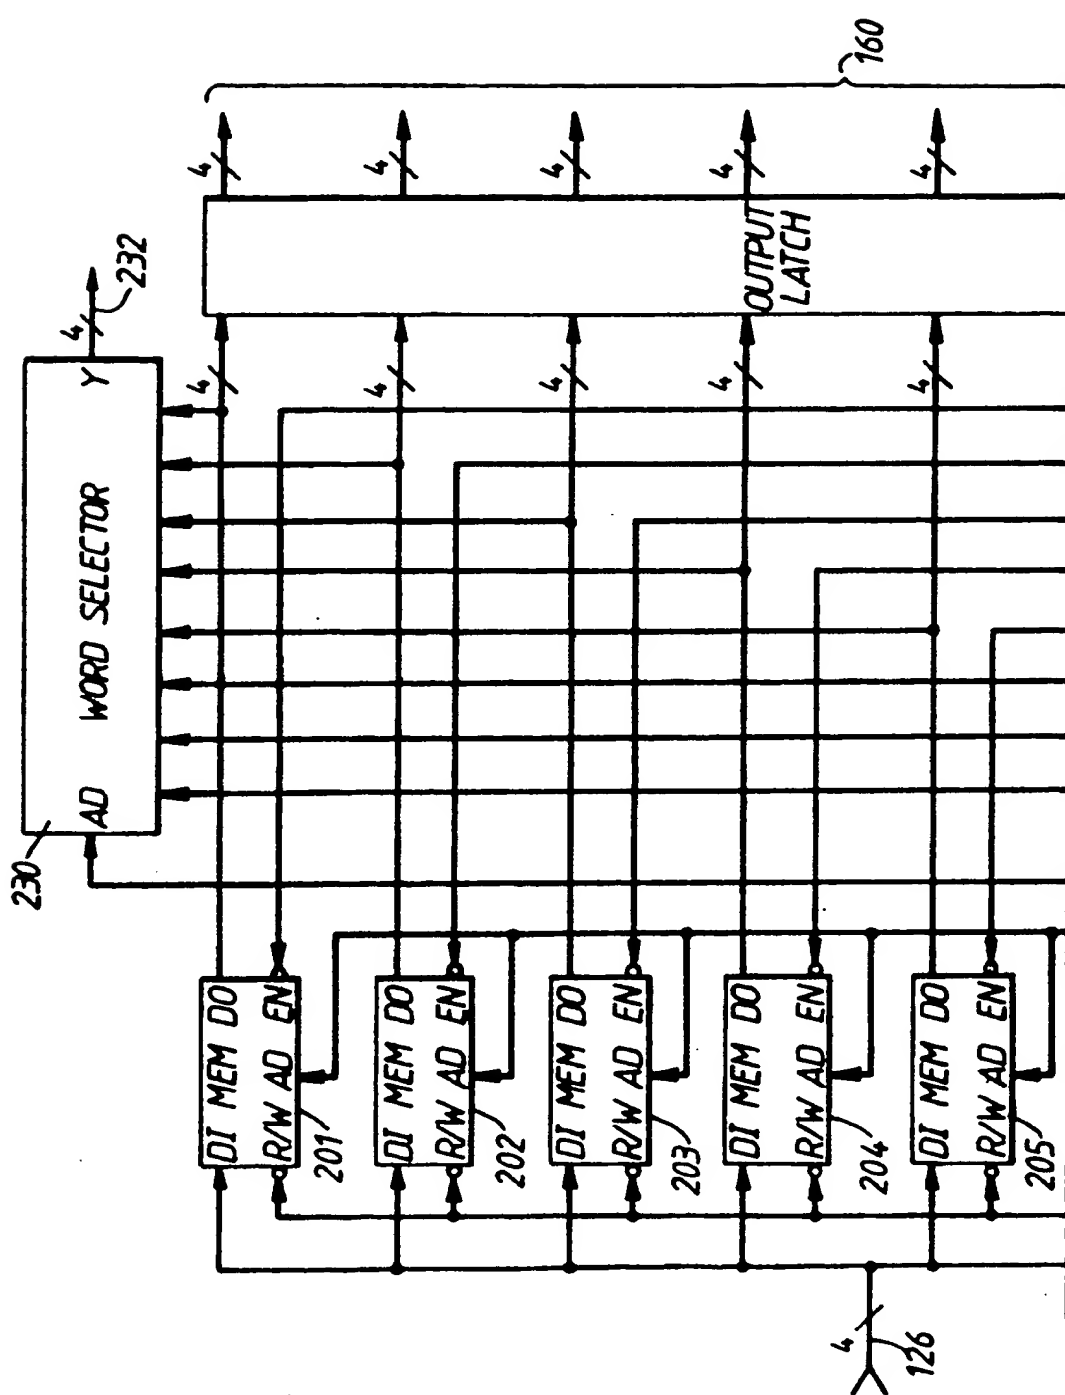 230
AD WORD SELECTOR Y
4
232
DI MEM DO
R/W AD EN
201
4
4
DI MEM DO
R/W AD EN
202
4
4
DI MEM DO
R/W AD EN
203
4
4
DI MEM DO
R/W AD EN
204
4
4
DI MEM DO
R/W AD EN
205
4
4
OUTPUT
LATCH
160
4
126